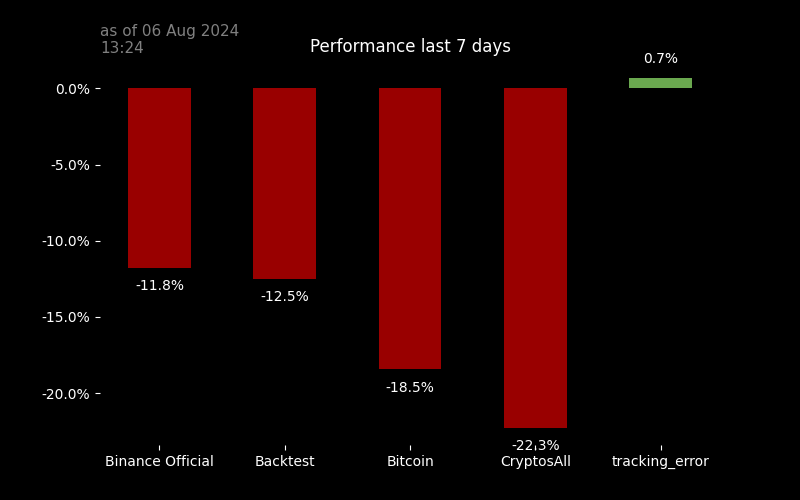 as of 06 Aug 2024
13:24
Performance last 7 days
0.7%
0.0%
-5.0%
-10.0%
-11.8%
-12.5%
-15.0%
-18.5%
-20.0%
-22.3%
Binance Official
Backtest
Bitcoin
CryptosAll
tracking_error